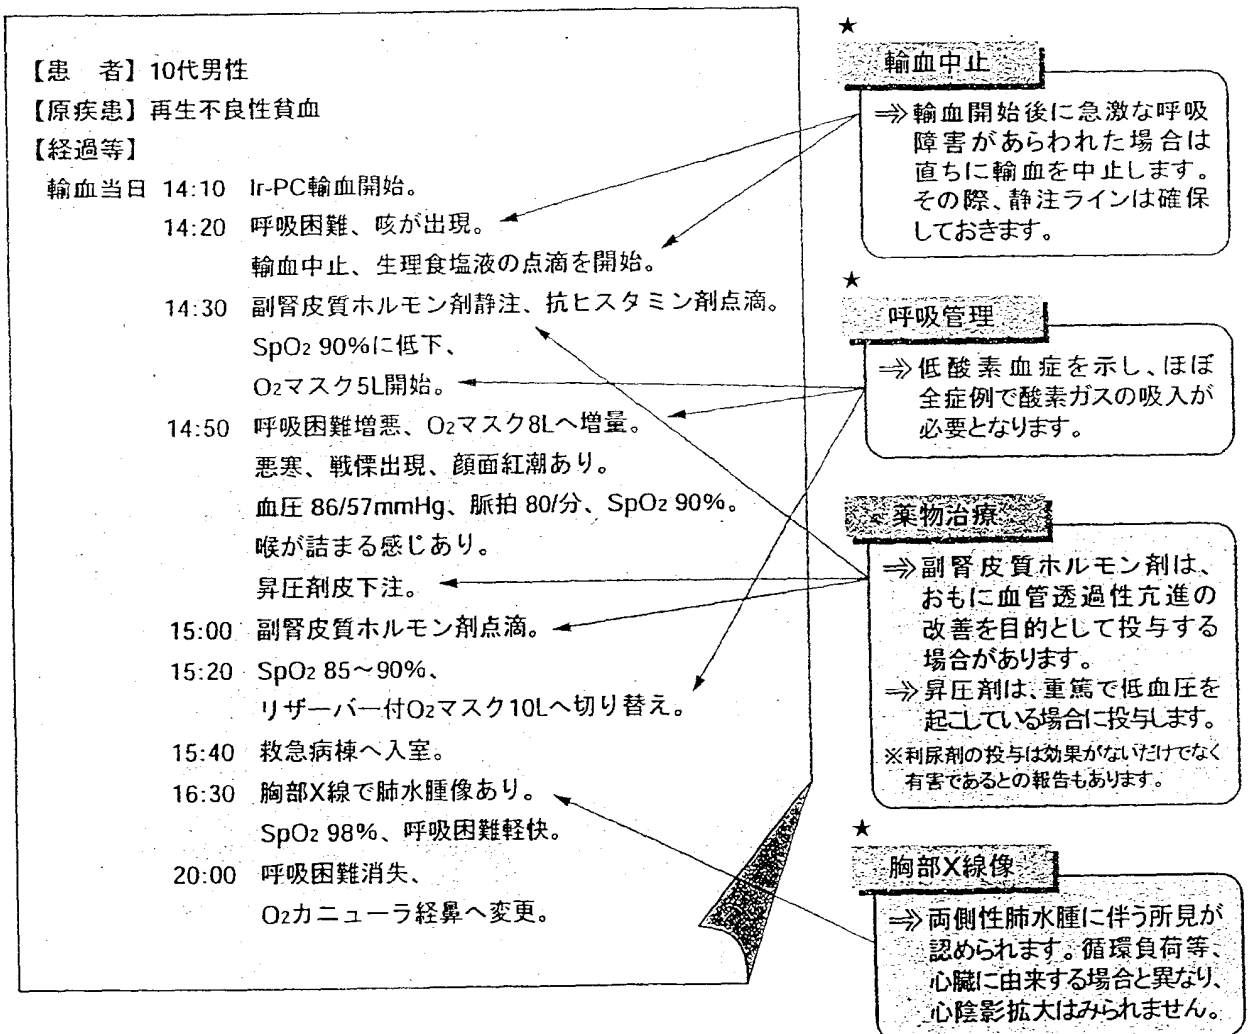 【患　者】10代男性
【原疾患】再生不良性貧血
【経過等】
輸血当日 14:10 Ir-PC輸血開始。
14:20 呼吸困難、咳が出現。
輸血中止、生理食塩液の点滴を開始。
14:30 副腎皮質ホルモン剤静注、抗ヒスタミン剤点滴。
SpO2 90%に低下、
O2マスク5L開始。
14:50 呼吸困難増悪、O2マスク8Lへ増量。
悪寒、戦慄出現、顔面紅潮あり。
血圧 86/57mmHg、脈拍 80/分、SpO2 90%。
喉が詰まる感じあり。
昇圧剤皮下注。
15:00 副腎皮質ホルモン剤点滴。
15:20 SpO2 85～90%、
リザーバー付O2マスク10Lへ切り替え。
15:40 救急病棟へ入室。
16:30 胸部X線で肺水腫像あり。
SpO2 98%、呼吸困難軽快。
20:00 呼吸困難消失、
O2カニューラ経鼻へ変更。
★
輸血中止
⇒輸血開始後に急激な呼吸
障害があらわれた場合は
直ちに輸血を中止します。
その際、静注ラインは確保
しておきます。
★
呼吸管理
⇒低酸素血症を示し、ほぼ
全症例で酸素ガスの吸入が
必要となります。
薬物治療
⇒副腎皮質ホルモン剤は、
おもに血管透過性亢進の
改善を目的として投与する
場合があります。
⇒昇圧剤は、重篤で低血圧を
起こしている場合に投与します。
※利尿剤の投与は効果がないだけでなく
有害であるとの報告もあります。
★
胸部X線像
⇒両側性肺水腫に伴う所見が
認められます。循環負荷等、
心臓に由来する場合と異なり、
心陰影拡大はみられません。